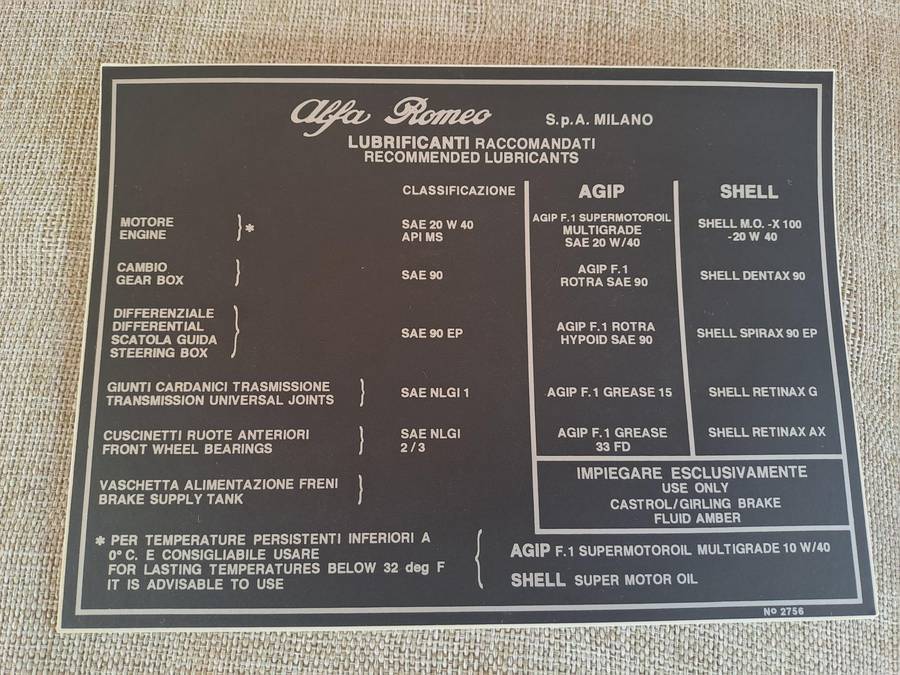 Alfa Romeo S.p.A. MILANO
LUBRIFICANTI RACCOMANDATI
RECOMMENDED LUBRICANTS
CLASSIFICAZIONE AGIP SHELL
MOTORE
ENGINE
*
SAE 20 W 40
API MS
AGIP F.1 SUPERMOTOROIL
MULTIGRADE
SAE 20 W/40
SHELL M.O. -X 100
-20 W 40
CAMBIO
GEAR BOX
SAE 90
AGIP F.1
ROTRA SAE 90
SHELL DENTAX 90
DIFFERENZIALE
DIFFERENTIAL
SCATOLA GUIDA
STEERING BOX
SAE 90 EP
AGIP F.1 ROTRA
HYPOID SAE 90
SHELL SPIRAX 90 EP
GIUNTI CARDANICI TRASMISSIONE
TRANSMISSION UNIVERSAL JOINTS
SAE NLGI 1
AGIP F.1 GREASE 15
SHELL RETINAX G
CUSCINETTI RUOTE ANTERIORI
FRONT WHEEL BEARINGS
SAE NLGI
2/3
AGIP F.1 GREASE
33 FD
SHELL RETINAX AX
VASCHETTA ALIMENTAZIONE FRENI
BRAKE SUPPLY TANK
IMPIEGARE ESCLUSIVAMENTE
USE ONLY
CASTROL/GIRLING BRAKE
FLUID AMBER
* PER TEMPERATURE PERSISTENTI INFERIORI A
0° C. E CONSIGLIABILE USARE
FOR LASTING TEMPERATURES BELOW 32 deg F
IT IS ADVISABLE TO USE
AGIP F.1 SUPERMOTOROIL MULTIGRADE 10 W/40
SHELL SUPER MOTOR OIL
No 2756